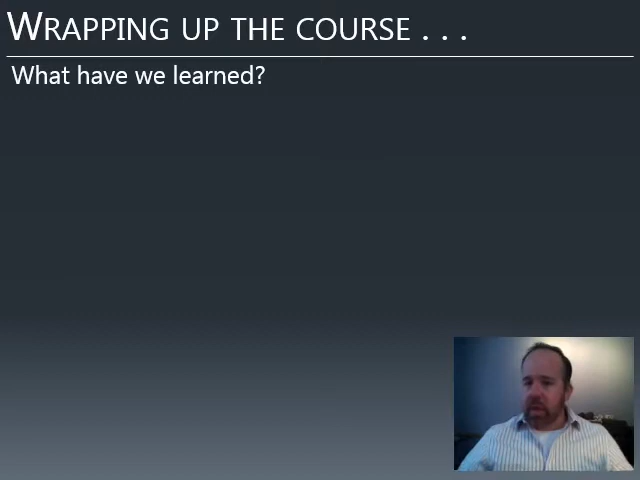 WRAPPING UP THE COURSE . . .
What have we learned?